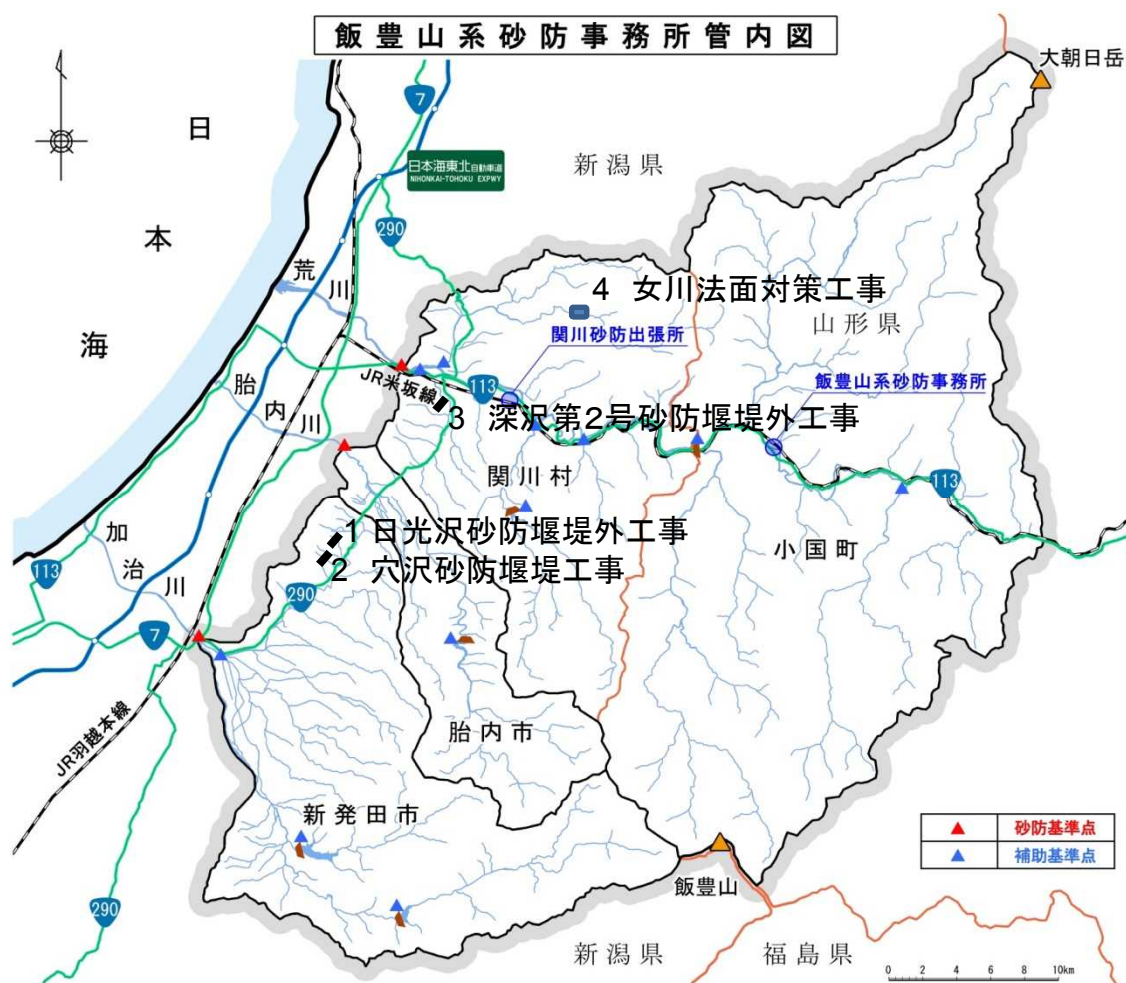 飯豊山系砂防事務所管内図
大朝日岳
7
日本海
日本海東北自動車道
NIHONKAI-TOHOKU EXPWY
新潟県
290
荒川
4 女川法面対策工事
山形県
関川砂防出張所
飯豊山系砂防事務所
胎内川
JR米坂線
113
3 深沢第2号砂防堰堤外工事
関川村
113
加治川
1 日光沢砂防堰堤外工事
小国町
2 穴沢砂防堰堤工事
113
290
7
JR羽越本線
胎内市
新発田市
砂防基準点
補助基準点
飯豊山
290
新潟県
福島県
0 2 4 6 8 10km